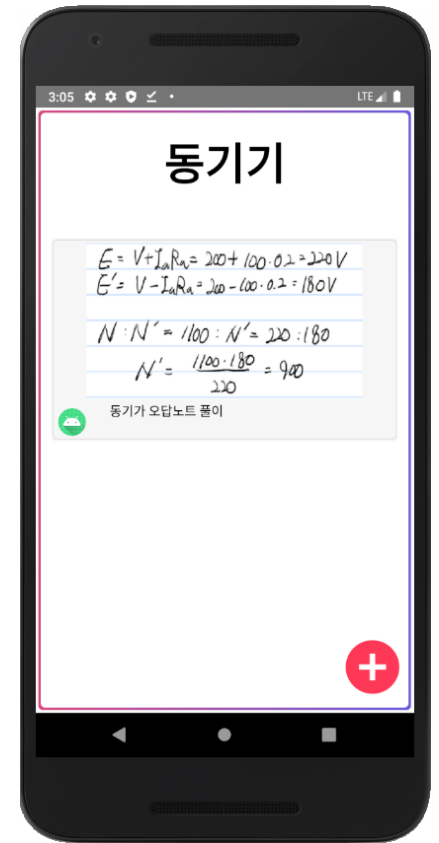 3:05
LTE
동기기
E = V+IaRa = 200+100·0.2=220V
E'= V-IaRa=200-100·0.2=180V
N:N'=1100:N'=220:180
N'= 1100·180
220
= 900
동기가 오답노트 풀이
+